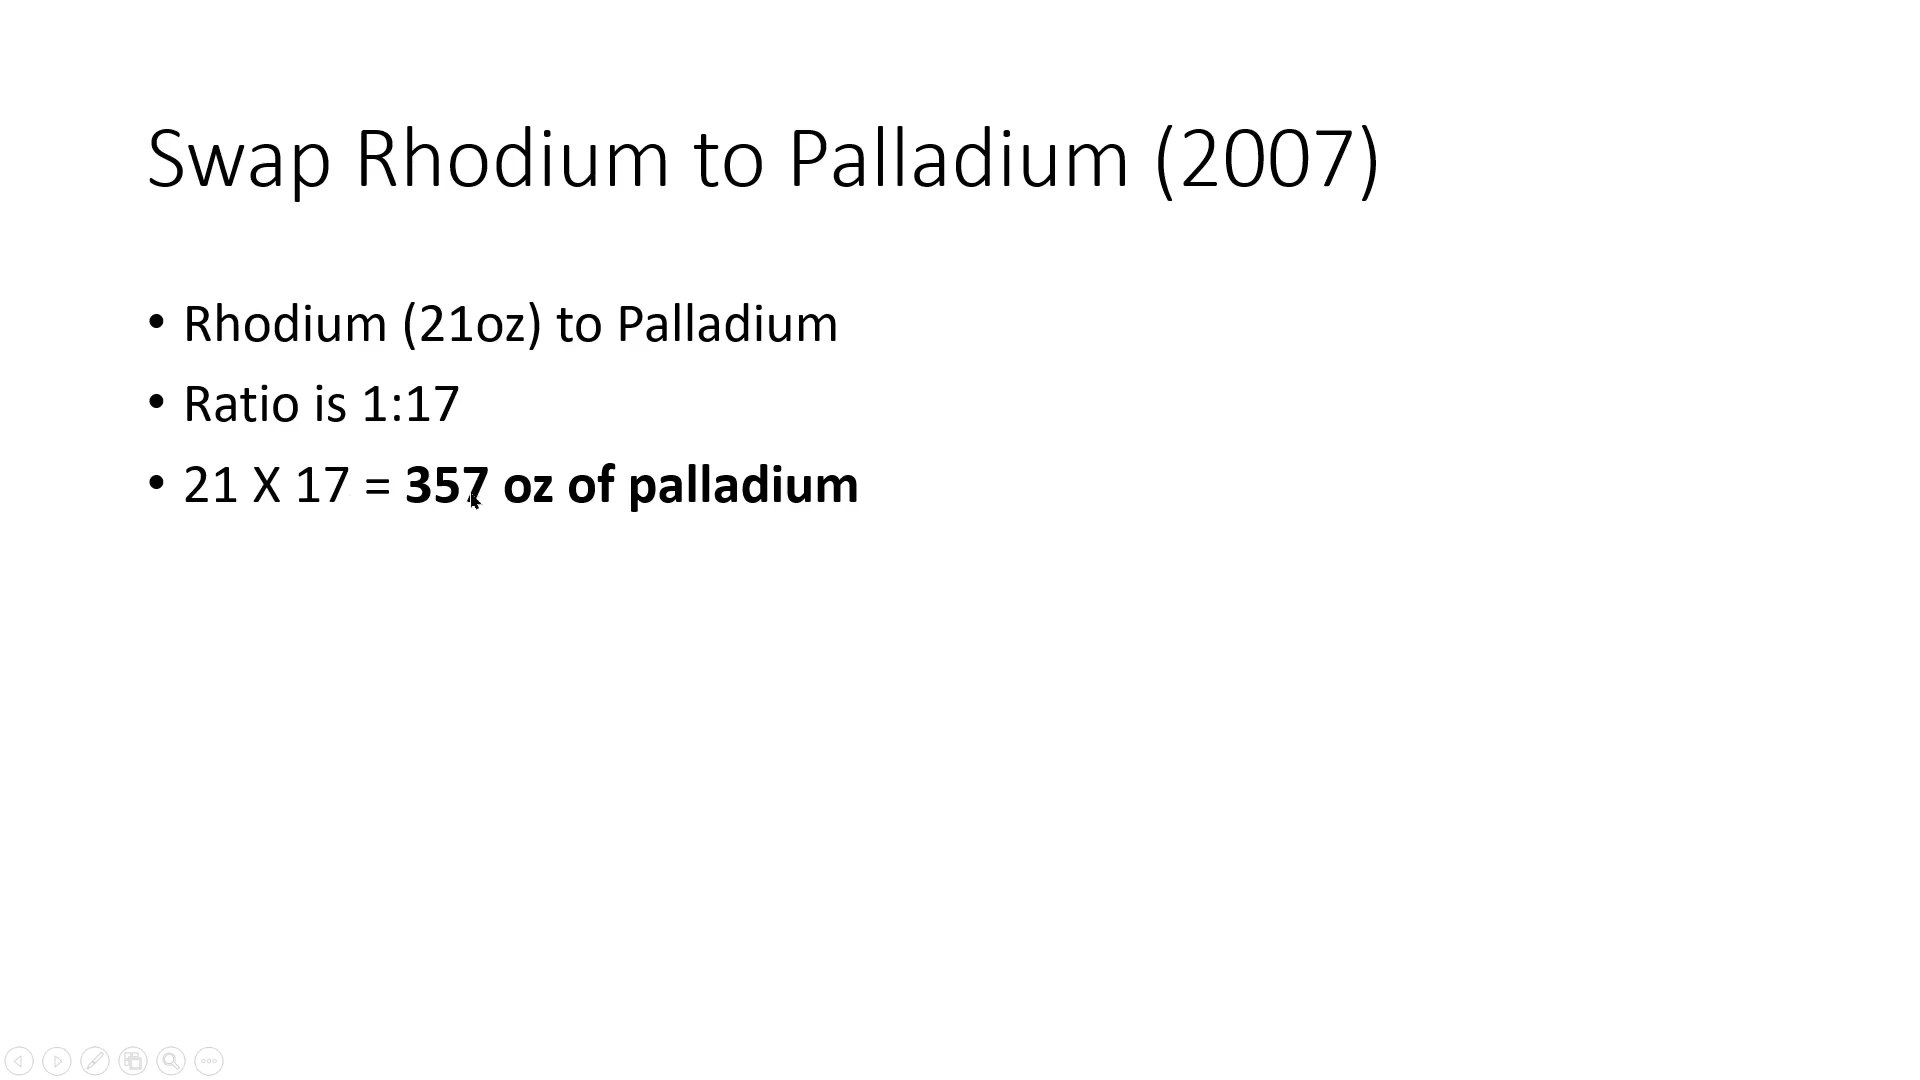 Swap Rhodium to Palladium (2007)
• Rhodium (21oz) to Palladium
• Ratio is 1:17
• 21 X 17 = 357 oz of palladium